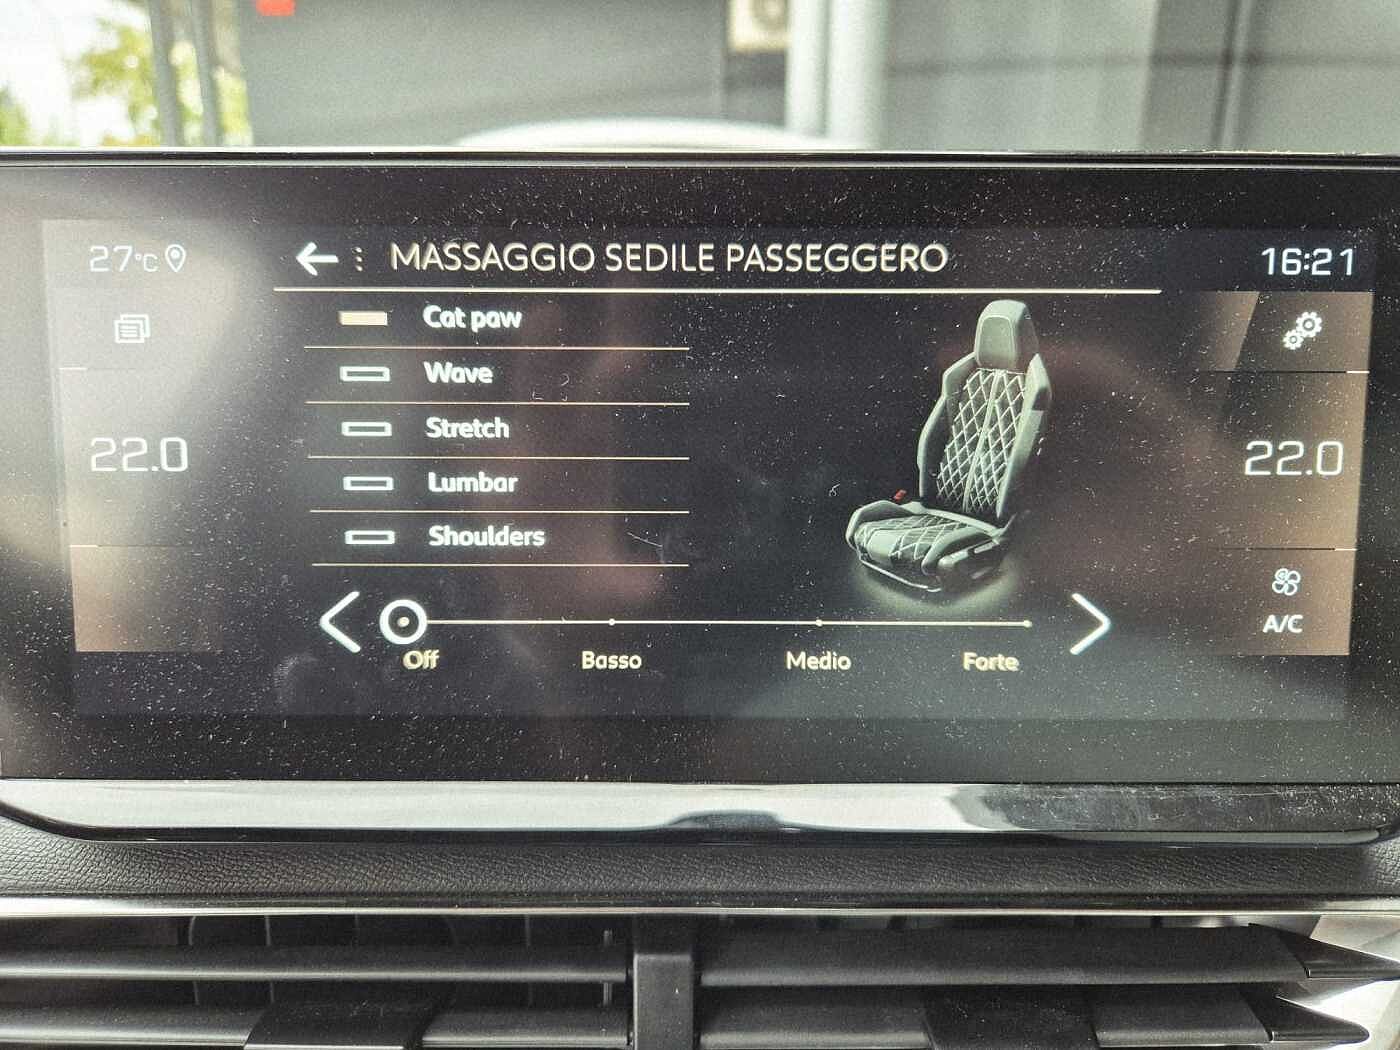 27°C
MASSAGGIO SEDILE PASSEGGERO
16:21
Cat paw
Wave
Stretch
Lumbar
Shoulders
22.0
22.0
Off Basso Medio Forte
A/C